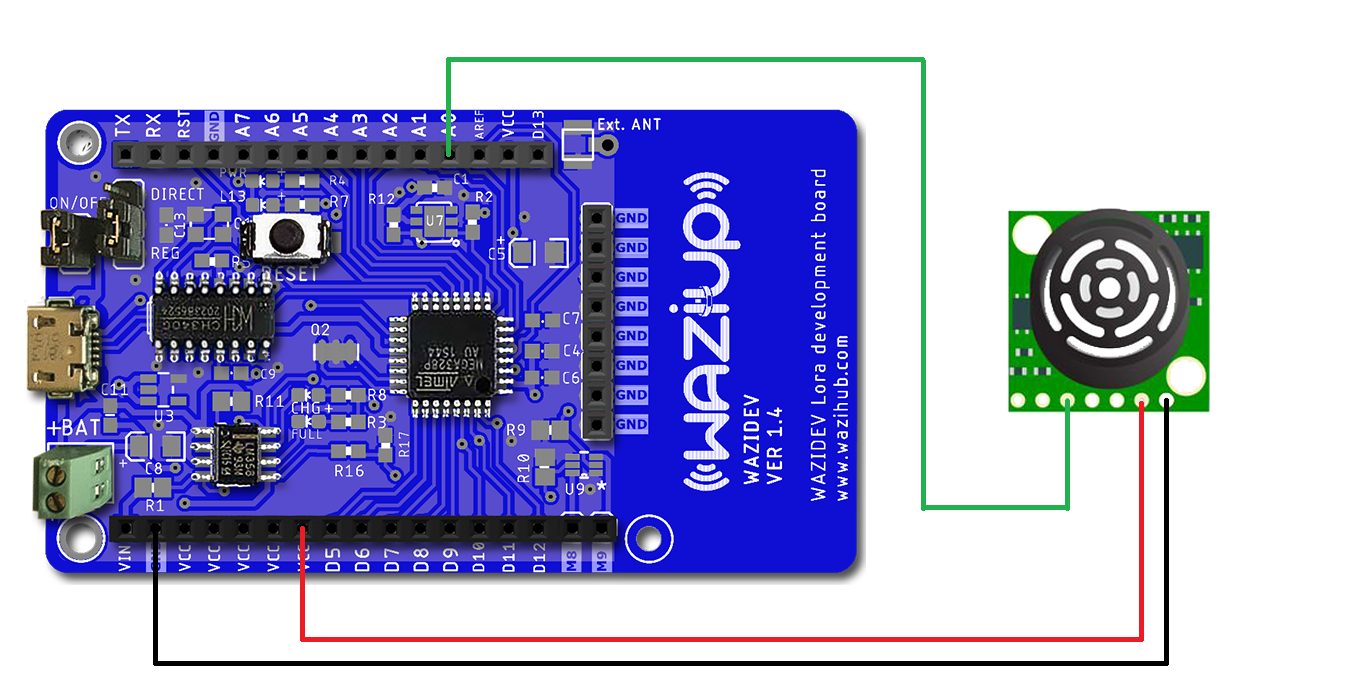 TX RX RST GND A7 A6 A5 A4 A3 A2 A1 A0 AREF VCC D13
Ext. ANT
PWR R4 C1
ON/OFF DIRECT L13 R7 R12 R2
C13 U7
REG C5
RESET
CH340G
Q2
ATMEL
MEGA328P
AU 1544
C7
C4
C6
C9
C11 U3 R11 CHG R8
FULL R3 R17 R9
+BAT
C8 R16 R10 U9 *
R1
GND
GND
GND
GND
GND
GND
GND
GND
WAZIUP
WAZIDEV
VER 1.4
WAZIDEV Lora development board
www.wazihub.com
VIN VCC VCC VCC VCC VCC D5 D6 D7 D8 D9 D10 D11 D12 M8 M9